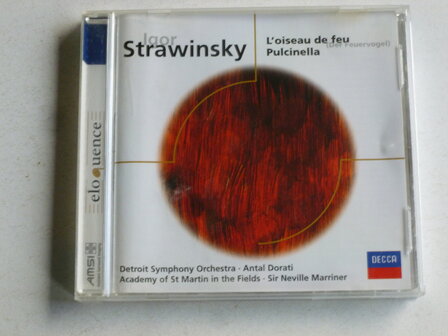 Igor
Strawinsky
L'oiseau de feu
(Der Feuervogel)
Pulcinella
eloquence
AMSI
Detroit Symphony Orchestra · Antal Dorati
Academy of St Martin in the Fields · Sir Neville Marriner
DECCA